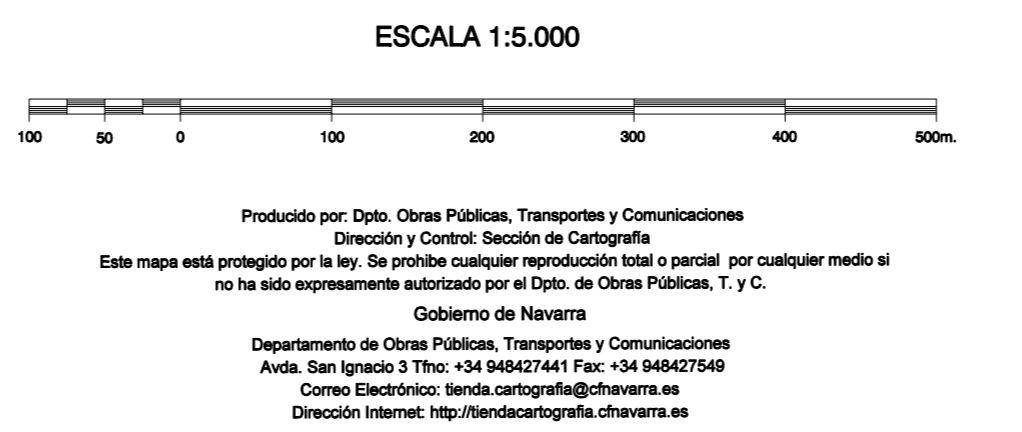 ESCALA 1:5.000
100 50 0 100 200 300 400 500m.
Producido por: Dpto. Obras Públicas, Transportes y Comunicaciones
Dirección y Control: Sección de Cartografía
Este mapa está protegido por la ley. Se prohibe cualquier reproducción total o parcial por cualquier medio si
no ha sido expresamente autorizado por el Dpto. de Obras Públicas, T. y C.
Gobierno de Navarra
Departamento de Obras Públicas, Transportes y Comunicaciones
Avda. San Ignacio 3 Tfno: +34 948427441 Fax: +34 948427549
Correo Electrónico: tienda.cartografia@cfnavarra.es
Dirección Internet: http://tiendacartografia.cfnavarra.es